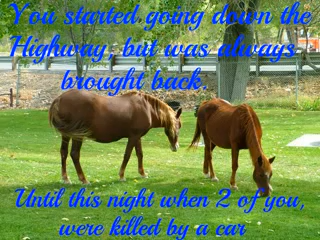 You started going down the
Highway, but was always
brought back.
Until this night when 2 of you,
were killed by a car